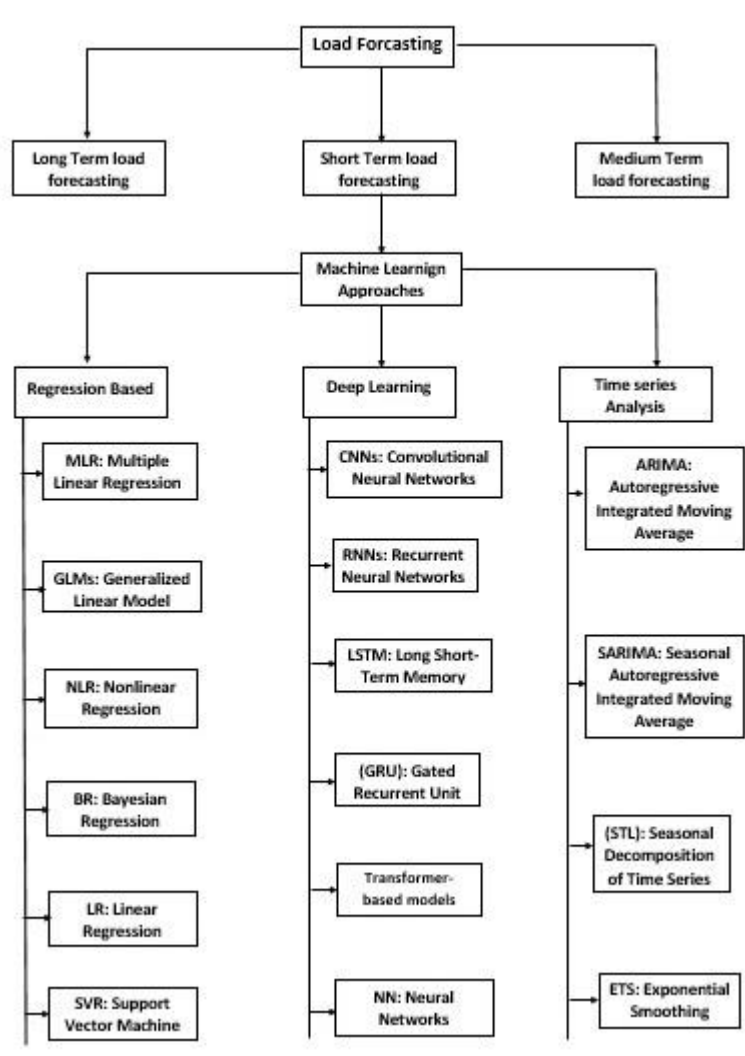 Load Forcasting
Long Term load
forecasting
Short Term load
forecasting
Medium Term
load forecasting
Machine Learnign
Approaches
Regression Based
Deep Learning
Time series
Analysis
MLR: Multiple
Linear Regression
GLMs: Generalized
Linear Model
NLR: Nonlinear
Regression
BR: Bayesian
Regression
LR: Linear
Regression
SVR: Support
Vector Machine
CNNs: Convolutional
Neural Networks
RNNs: Recurrent
Neural Networks
LSTM: Long Short-
Term Memory
(GRU): Gated
Recurrent Unit
Transformer-
based models
NN: Neural
Networks
ARIMA:
Autoregressive
Integrated Moving
Average
SARIMA: Seasonal
Autoregressive
Integrated Moving
Average
(STL): Seasonal
Decomposition
of Time Series
ETS: Exponential
Smoothing